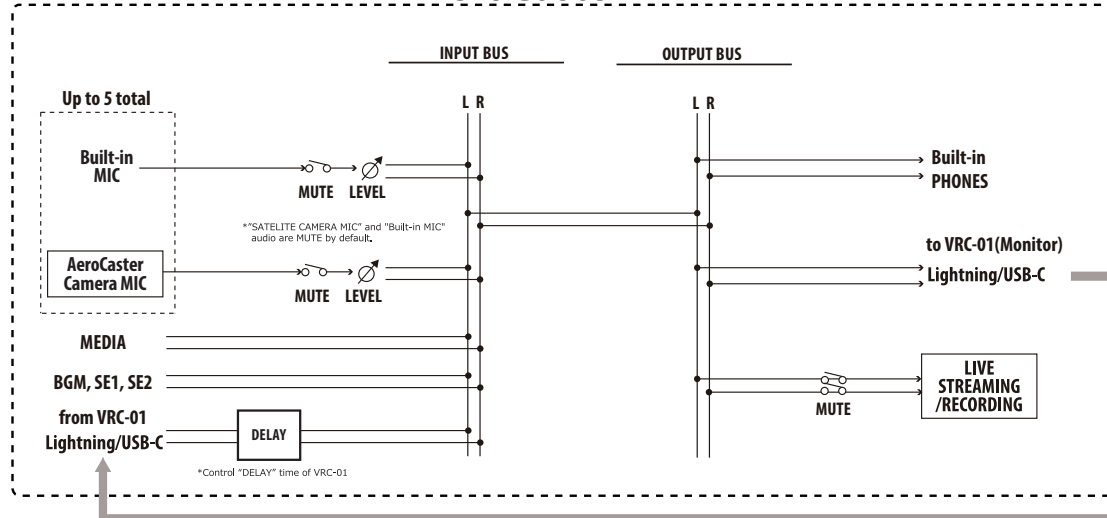 INPUT BUS
OUTPUT BUS
Up to 5 total
L R
L R
Built-in
MIC
MUTE LEVEL
Built-in
PHONES
*"SATELITE CAMERA MIC" and "Built-in MIC"
audio are MUTE by default.
to VRC-01(Monitor)
Lightning/USB-C
AeroCaster
Camera MIC
MUTE LEVEL
MEDIA
BGM, SE1, SE2
LIVE
STREAMING
/RECORDING
MUTE
from VRC-01
Lightning/USB-C
DELAY
*Control "DELAY" time of VRC-01